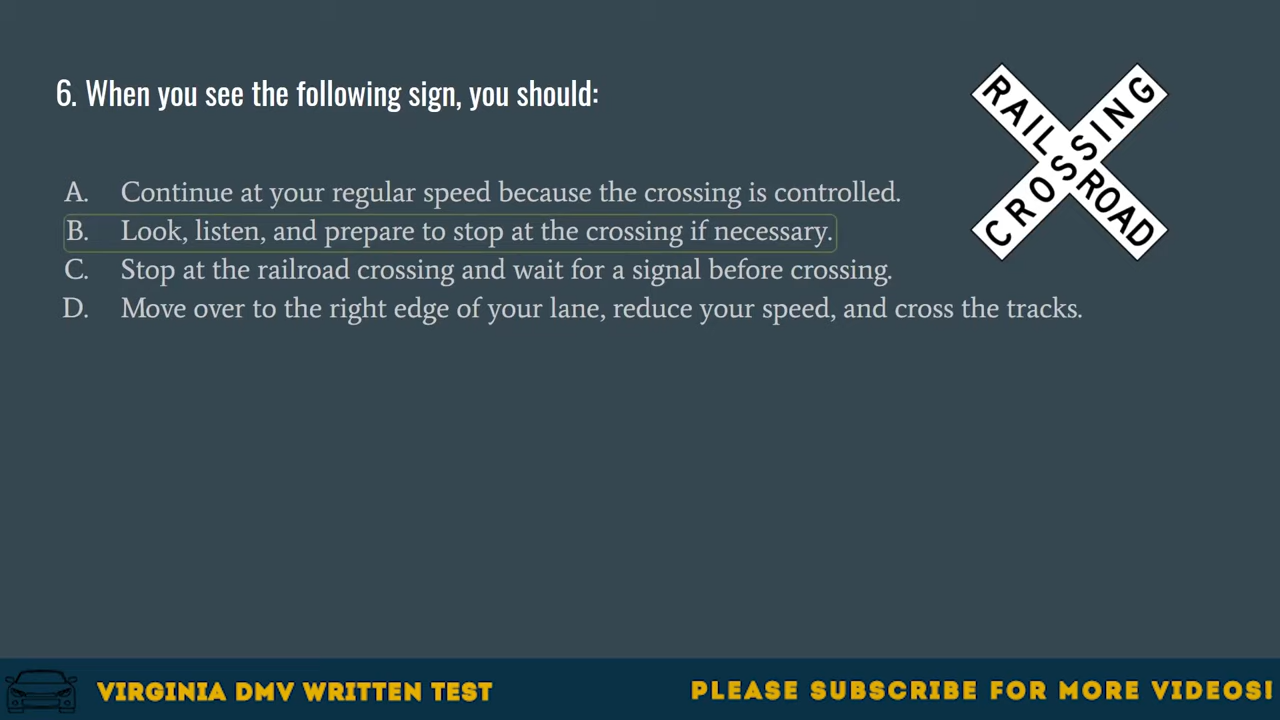 6. When you see the following sign, you should:
RAIL ROAD
CROSSING
A. Continue at your regular speed because the crossing is controlled.
B. Look, listen, and prepare to stop at the crossing if necessary.
C. Stop at the railroad crossing and wait for a signal before crossing.
D. Move over to the right edge of your lane, reduce your speed, and cross the tracks.
VIRGINIA DMV WRITTEN TEST
PLEASE SUBSCRIBE FOR MORE VIDEOS!